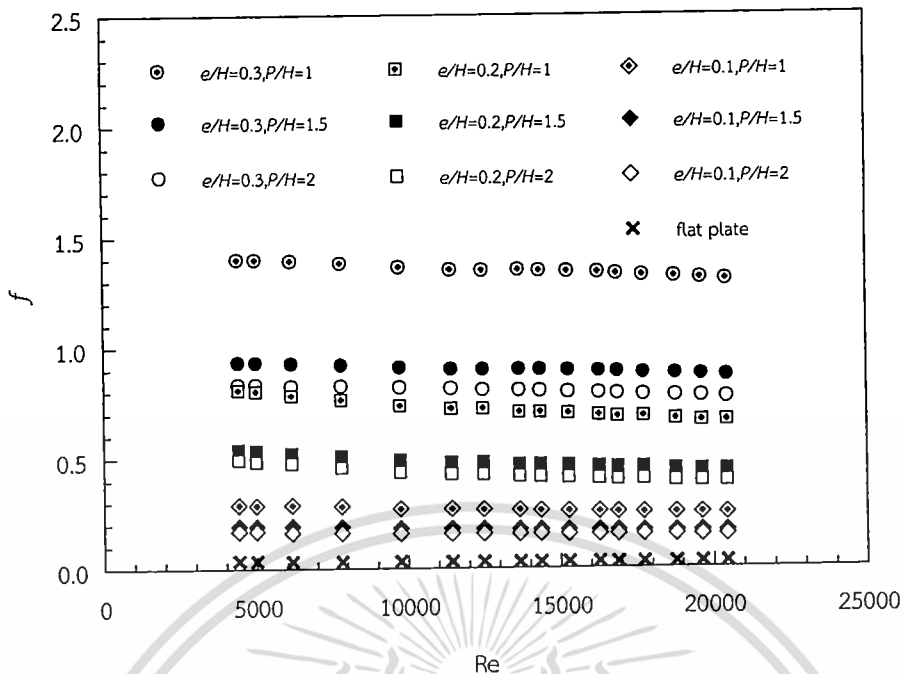 2.5
e/H=0.3,P/H=1
e/H=0.2,P/H=1
e/H=0.1,P/H=1
2.0
e/H=0.3,P/H=1.5
e/H=0.2,P/H=1.5
e/H=0.1,P/H=1.5
e/H=0.3,P/H=2
e/H=0.2,P/H=2
e/H=0.1,P/H=2
flat plate
1.5
f
1.0
0.5
0.0
0 5000 10000 15000 20000 25000
Re